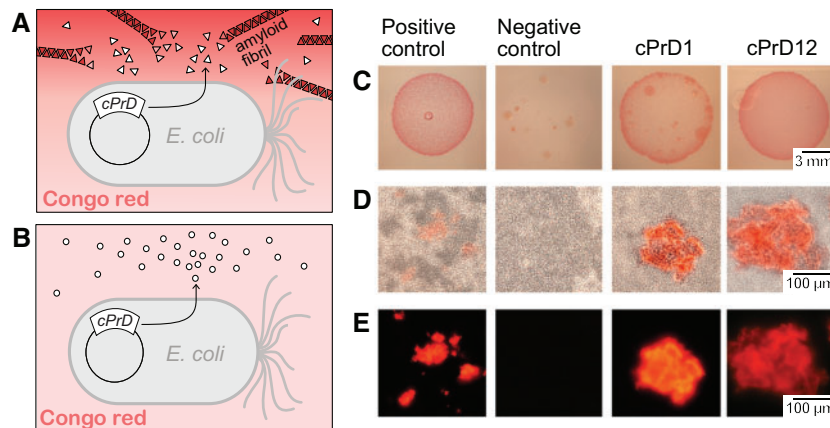 A
amyloid
fibril
cPrD
E. coli
Congo red
B
cPrD
E. coli
Congo red
Positive
control
Negative
control
cPrD1
cPrD12
C
3 mm
D
100 µm
E
100 µm